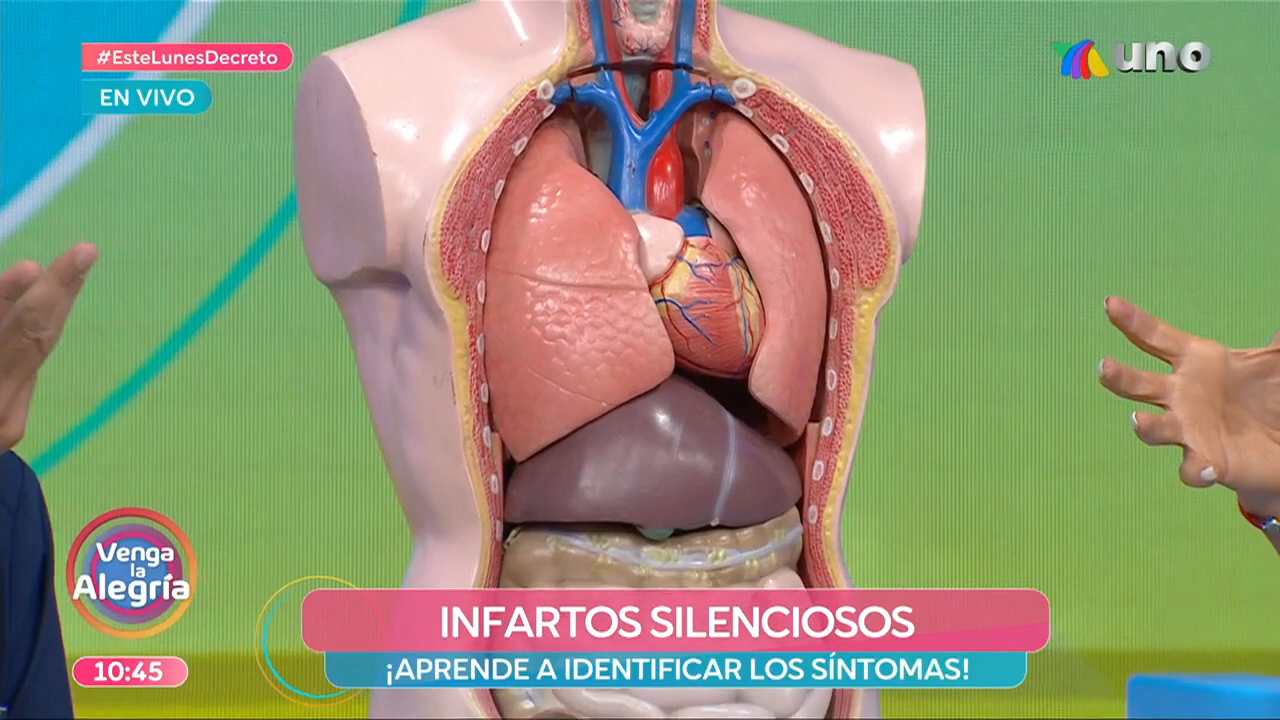 #EsteLunesDecreto
EN VIVO
uno
Venga
la
Alegría
10:45
INFARTOS SILENCIOSOS
¡APRENDE A IDENTIFICAR LOS SÍNTOMAS!